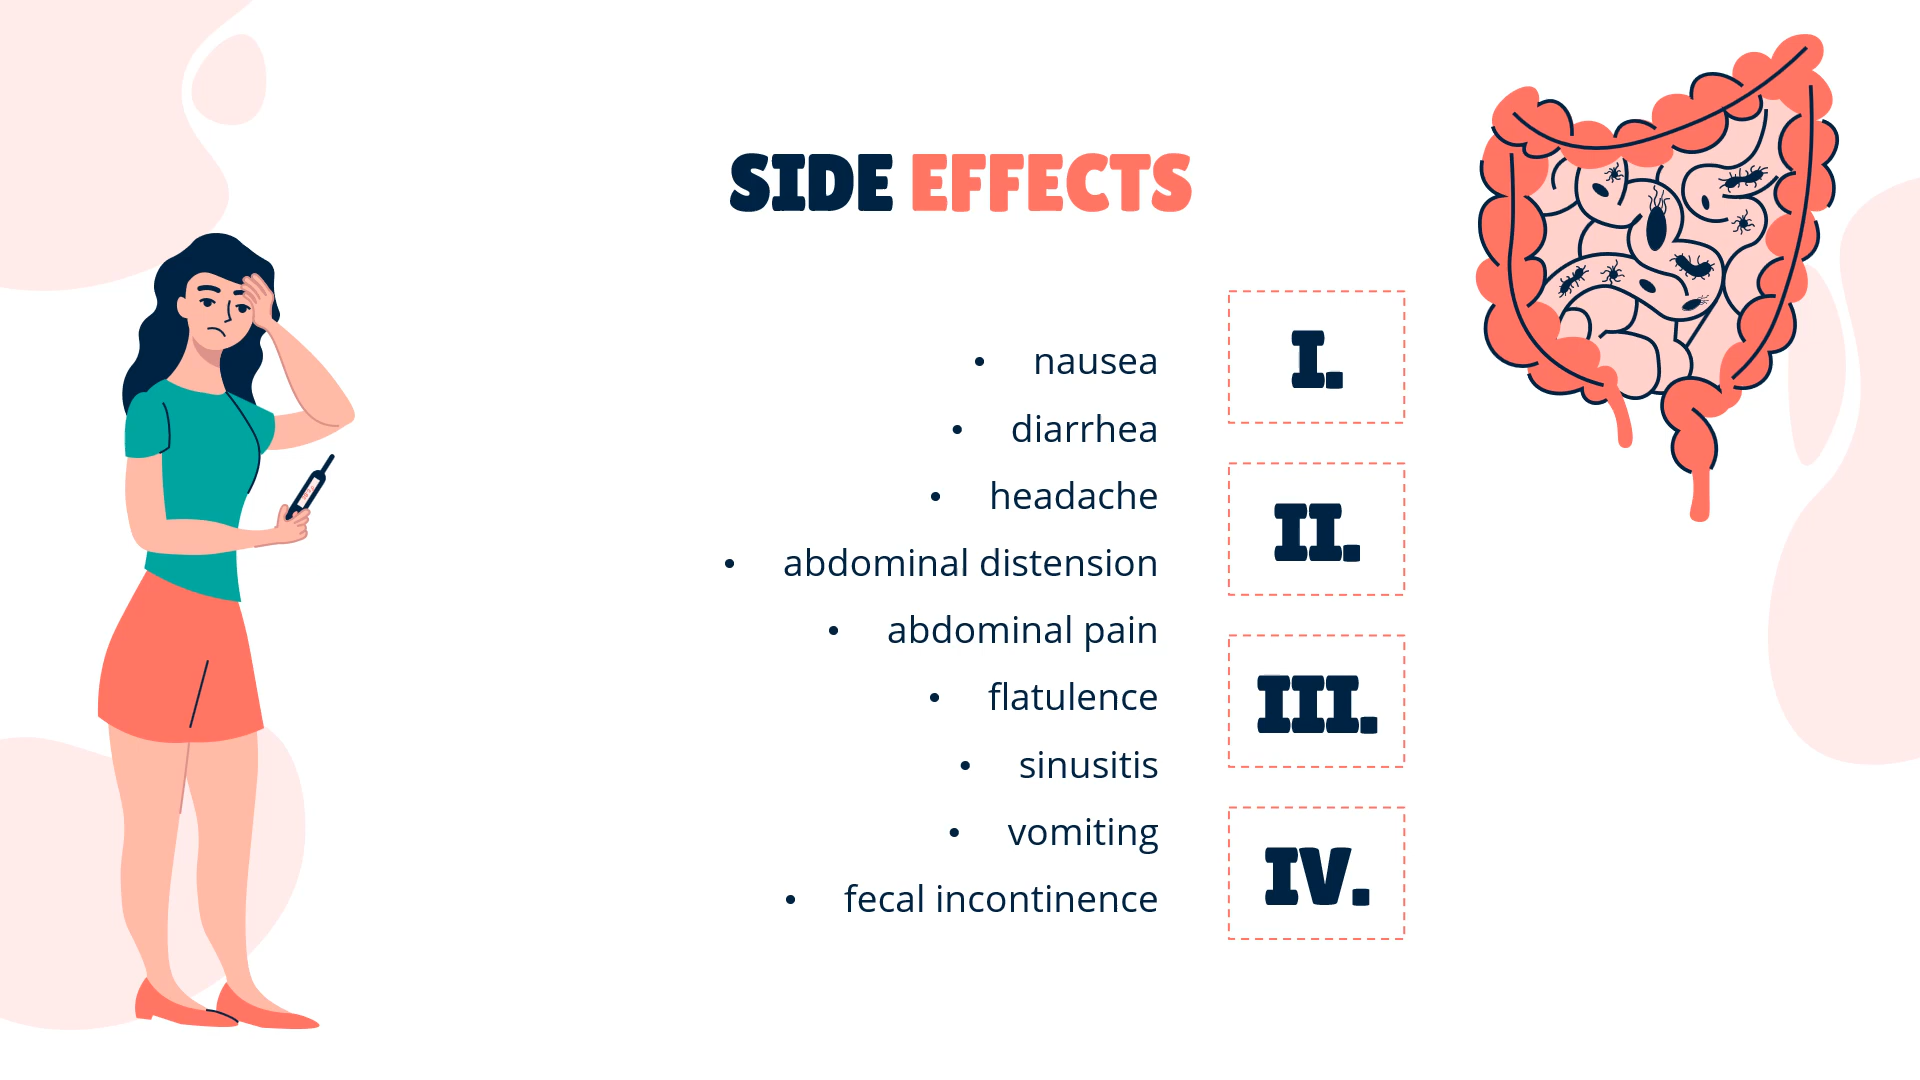 SIDE EFFECTS
• nausea
• diarrhea
• headache
• abdominal distension
• abdominal pain
• flatulence
• sinusitis
• vomiting
• fecal incontinence
I.
II.
III.
IV.